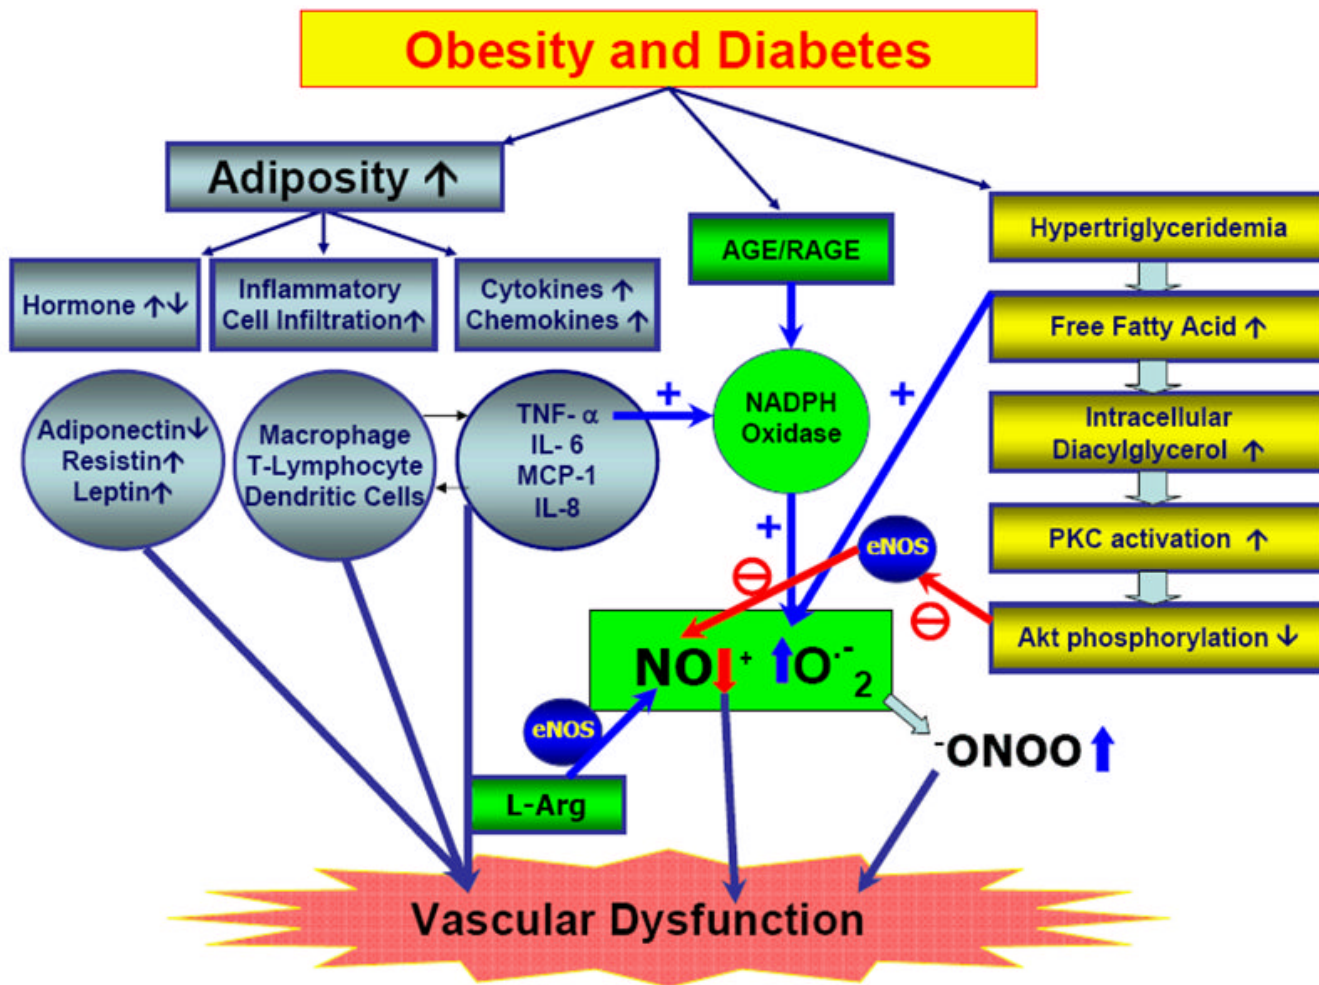 Obesity and Diabetes
Adiposity ↑
Hormone ↑↓
Inflammatory
Cell Infiltration↑
Cytokines ↑
Chemokines ↑
AGE/RAGE
Hypertriglyceridemia
Free Fatty Acid ↑
Intracellular
Diacylglycerol ↑
PKC activation ↑
Akt phosphorylation ↓
Adiponectin↓
Resistin↑
Leptin↑
Macrophage
T-Lymphocyte
Dendritic Cells
TNF- α
IL- 6
MCP-1
IL-8
+
NADPH
Oxidase
+
+
eNOS
⊖
⊖
NO↓ + ↑O·- 2
eNOS
L-Arg
-ONOO ↑
Vascular Dysfunction